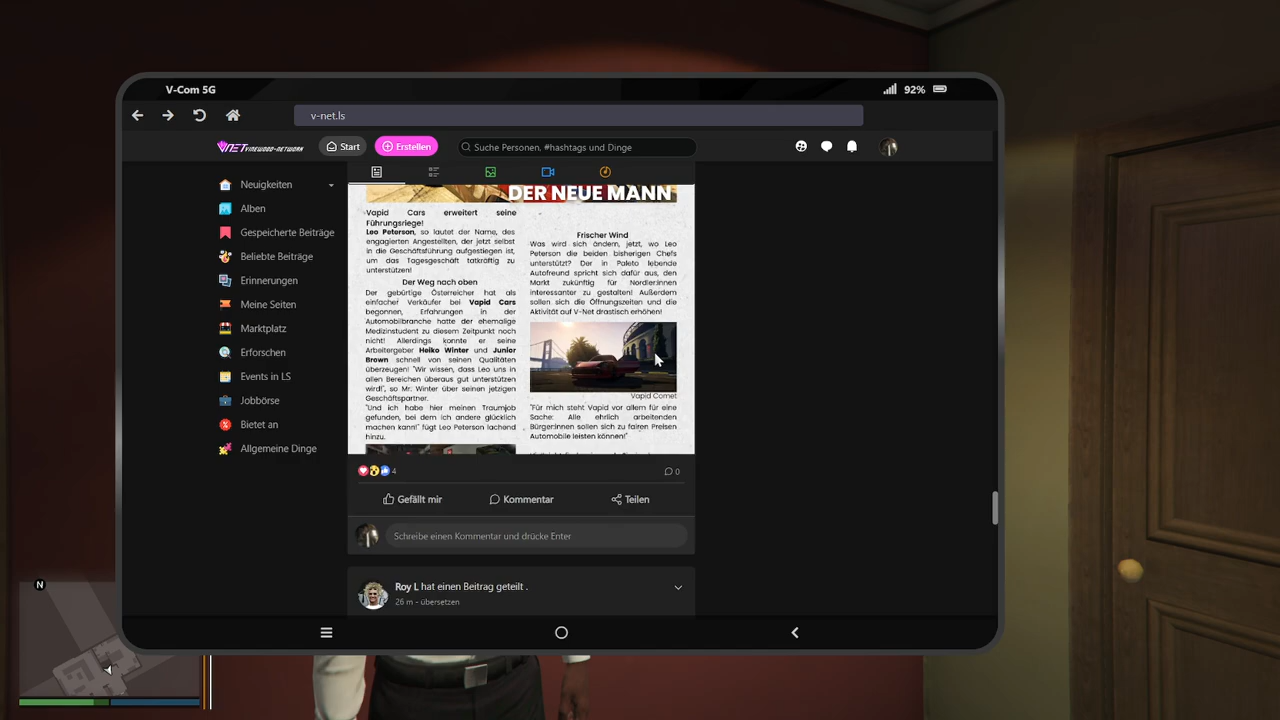 V-Com 5G
92%
v-net.ls
VNET VINEWOOD-NETWORK
Start
Erstellen
Suche Personen, #hashtags und Dinge
Neuigkeiten
Alben
Gespeicherte Beiträge
Beliebte Beiträge
Erinnerungen
Meine Seiten
Marktplatz
Erforschen
Events in LS
Jobbörse
Bietet an
Allgemeine Dinge
DER NEUE MANN
Vapid Cars erweitert seine
Führungsriege!
Leo Peterson, so lautet der Name, des
engagierten Angestellten, der jetzt selbst
in die Geschäftsführung aufgestiegen ist,
um das Tagesgeschäft tatkräftig zu
unterstützen!
Der Weg nach oben
Der gebürtige Österreicher hat als
einfacher Verkäufer bei Vapid Cars
begonnen, Erfahrungen in der
Automobilbranche hatte der ehemalige
Medizinstudent zu diesem Zeitpunkt noch
nicht! Allerdings konnte er seine
Arbeitgeber Heiko Winter und Junior
Brown schnell von seinen Qualitäten
überzeugen! "Wir wissen, dass Leo uns in
allen Bereichen überaus gut unterstützen
wird!", so Mr. Winter über seinen jetzigen
Geschäftspartner.
"Und ich habe hier meinen Traumjob
gefunden, bei dem ich andere glücklich
machen kann!" fügt Leo Peterson lachend
hinzu.
Frischer Wind
Was wird sich ändern, jetzt, wo Leo
Peterson die beiden bisherigen Chefs
unterstützt? Der in Paleto lebende
Autofreund spricht sich dafür aus, den
Markt zukünftig für Nordler:innen
interessanter zu gestalten! Außerdem
sollen sich die Öffnungszeiten und die
Aktivität auf V-Net drastisch erhöhen!
Vapid Comet
"Für mich steht Vapid vor allem für eine
Sache: Alle ehrlich arbeitenden
Bürger:innen sollen sich zu fairen Preisen
Automobile leisten können!"
4
0
Gefällt mir
Kommentar
Teilen
Schreibe einen Kommentar und drücke Enter
Roy L hat einen Beitrag geteilt .
26 m - übersetzen
N